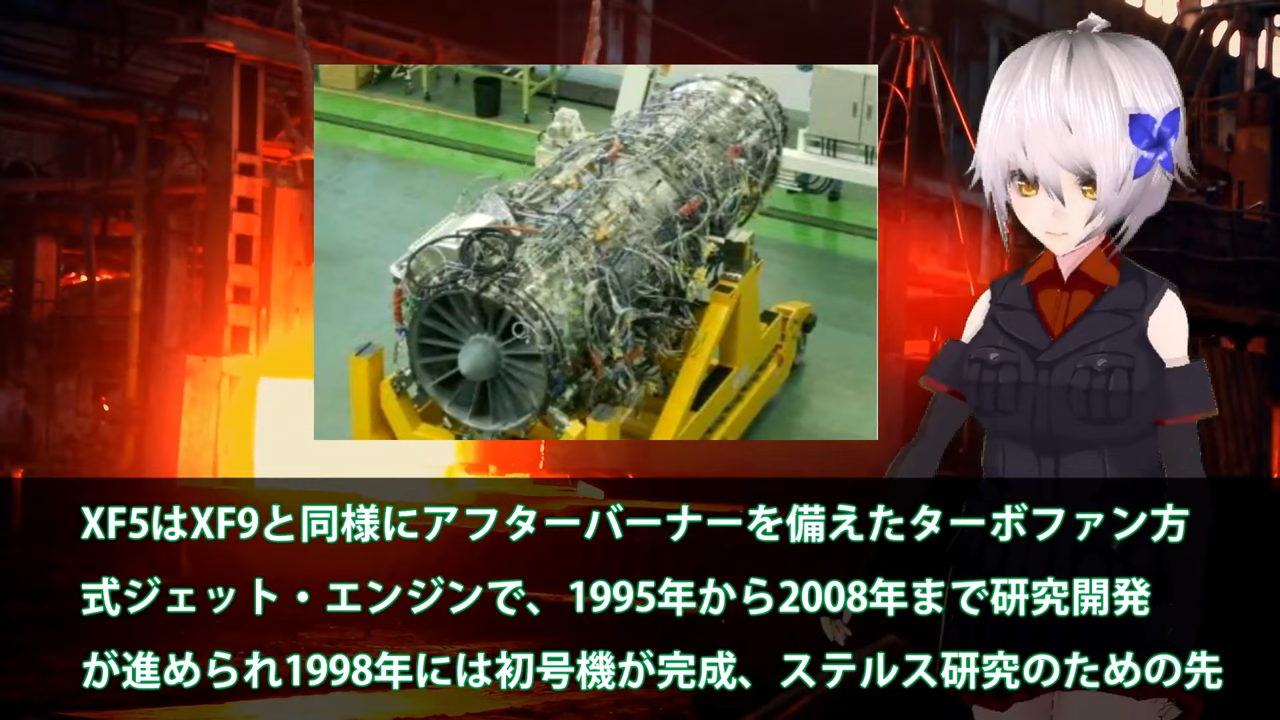 XF5はXF9と同様にアフターバーナーを備えたターボファン方
式ジェット・エンジンで、1995年から2008年まで研究開発
が進められ1998年には初号機が完成、ステルス研究のための先